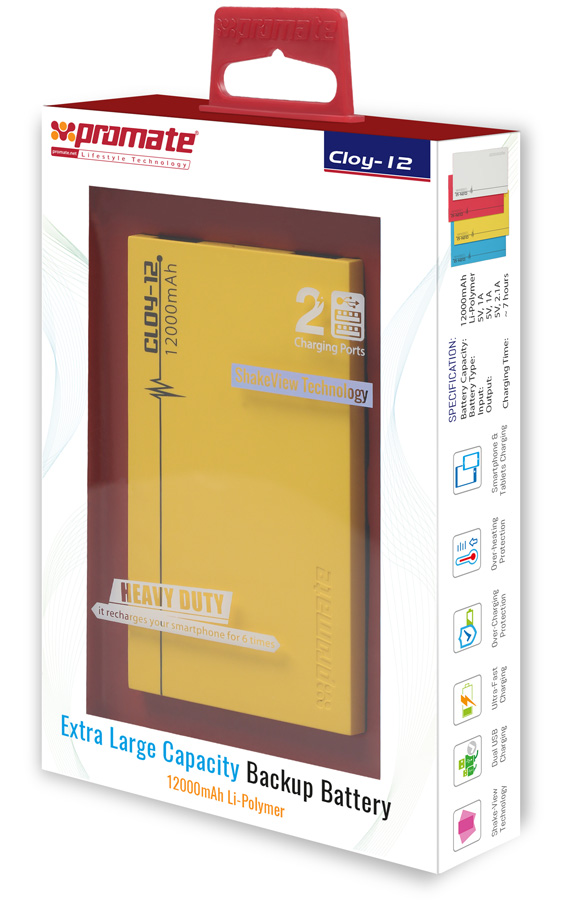 promate
promate
promate.net Lifestyle Technology
Cloy-12
CLOY-12
12000mAh
2
Charging Ports
ShakeView Technology
HEAVY DUTY
it recharges your smartphone for 6 times
promate
Extra Large Capacity Backup Battery
12000mAh Li-Polymer
SPECIFICATION:
Battery Capacity: 12000mAh
Battery Type: Li-Polymer
Input: 5V, 1A
Output: 5V, 1A
5V, 2.1A
Charging Time: ~ 7 hours
Smartphone &
Tablets Charging
Over-heating
Protection
Over-Charging
Protection
Ultra-Fast
Charging
Dual USB
Charging
Shake-View
Technology